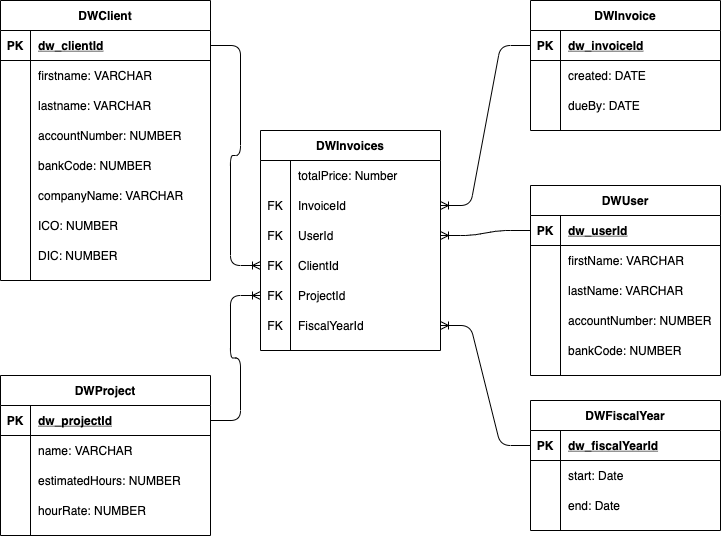 DWClient
PK dw_clientId
firstname: VARCHAR
lastname: VARCHAR
accountNumber: NUMBER
bankCode: NUMBER
companyName: VARCHAR
ICO: NUMBER
DIC: NUMBER
DWInvoice
PK dw_invoiceId
created: DATE
dueBy: DATE
DWInvoices
totalPrice: Number
FK InvoiceId
FK UserId
FK ClientId
FK ProjectId
FK FiscalYearId
DWUser
PK dw_userId
firstName: VARCHAR
lastName: VARCHAR
accountNumber: NUMBER
bankCode: NUMBER
DWProject
PK dw_projectId
name: VARCHAR
estimatedHours: NUMBER
hourRate: NUMBER
DWFiscalYear
PK dw_fiscalYearId
start: Date
end: Date